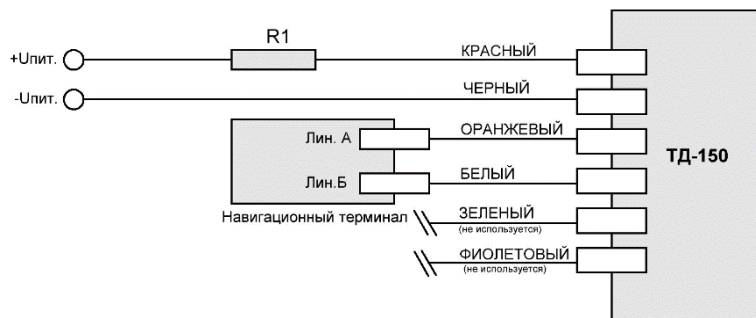 R1
+Uпит.
КРАСНЫЙ
-Uпит.
ЧЕРНЫЙ
Лин. А
ОРАНЖЕВЫЙ
ТД-150
Лин.Б
БЕЛЫЙ
Навигационный терминал
ЗЕЛЕНЫЙ
(не используется)
ФИОЛЕТОВЫЙ
(не используется)